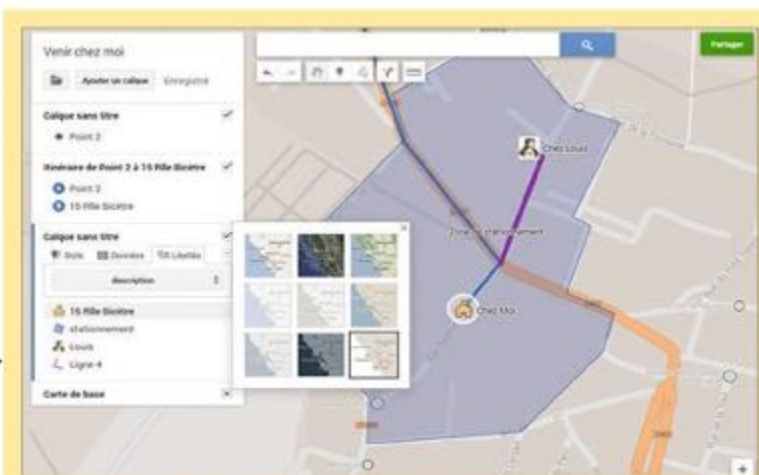 Venir chez moi
Partager
Ajouter un calque Enregistré
Calque sans titre
Point 2
Itinéraire de Point 2 à 15 Rlle Bicêtre
Point 2
15 Rlle Bicêtre
Calque sans titre
Style Données Libellés
description
15 Rlle Bicêtre
stationnement
Louis
Ligne 4
Carte de base
Chez Louis
Zone de stationnement
Chez Moi